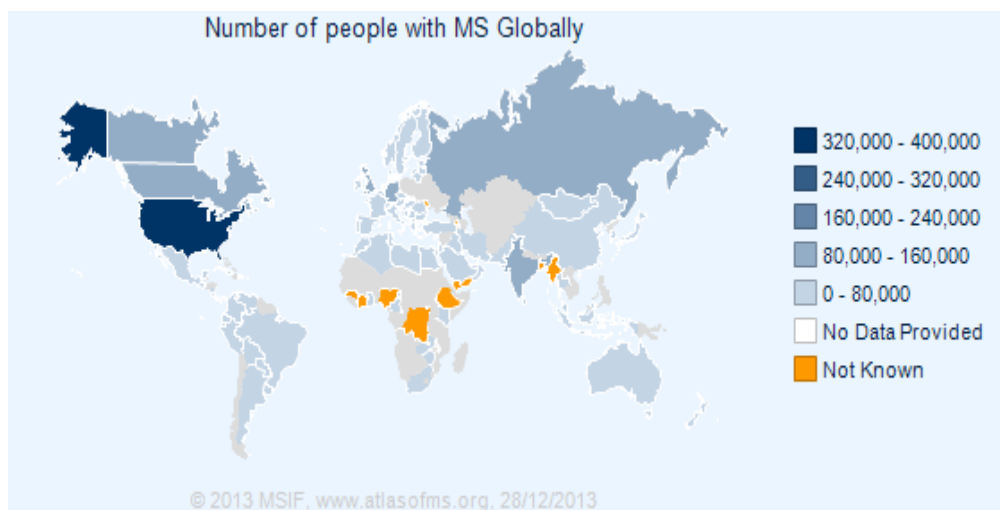 Number of people with MS Globally
320,000 - 400,000
240,000 - 320,000
160,000 - 240,000
80,000 - 160,000
0 - 80,000
No Data Provided
Not Known
© 2013 MSIF, www.atlasofms.org, 28/12/2013